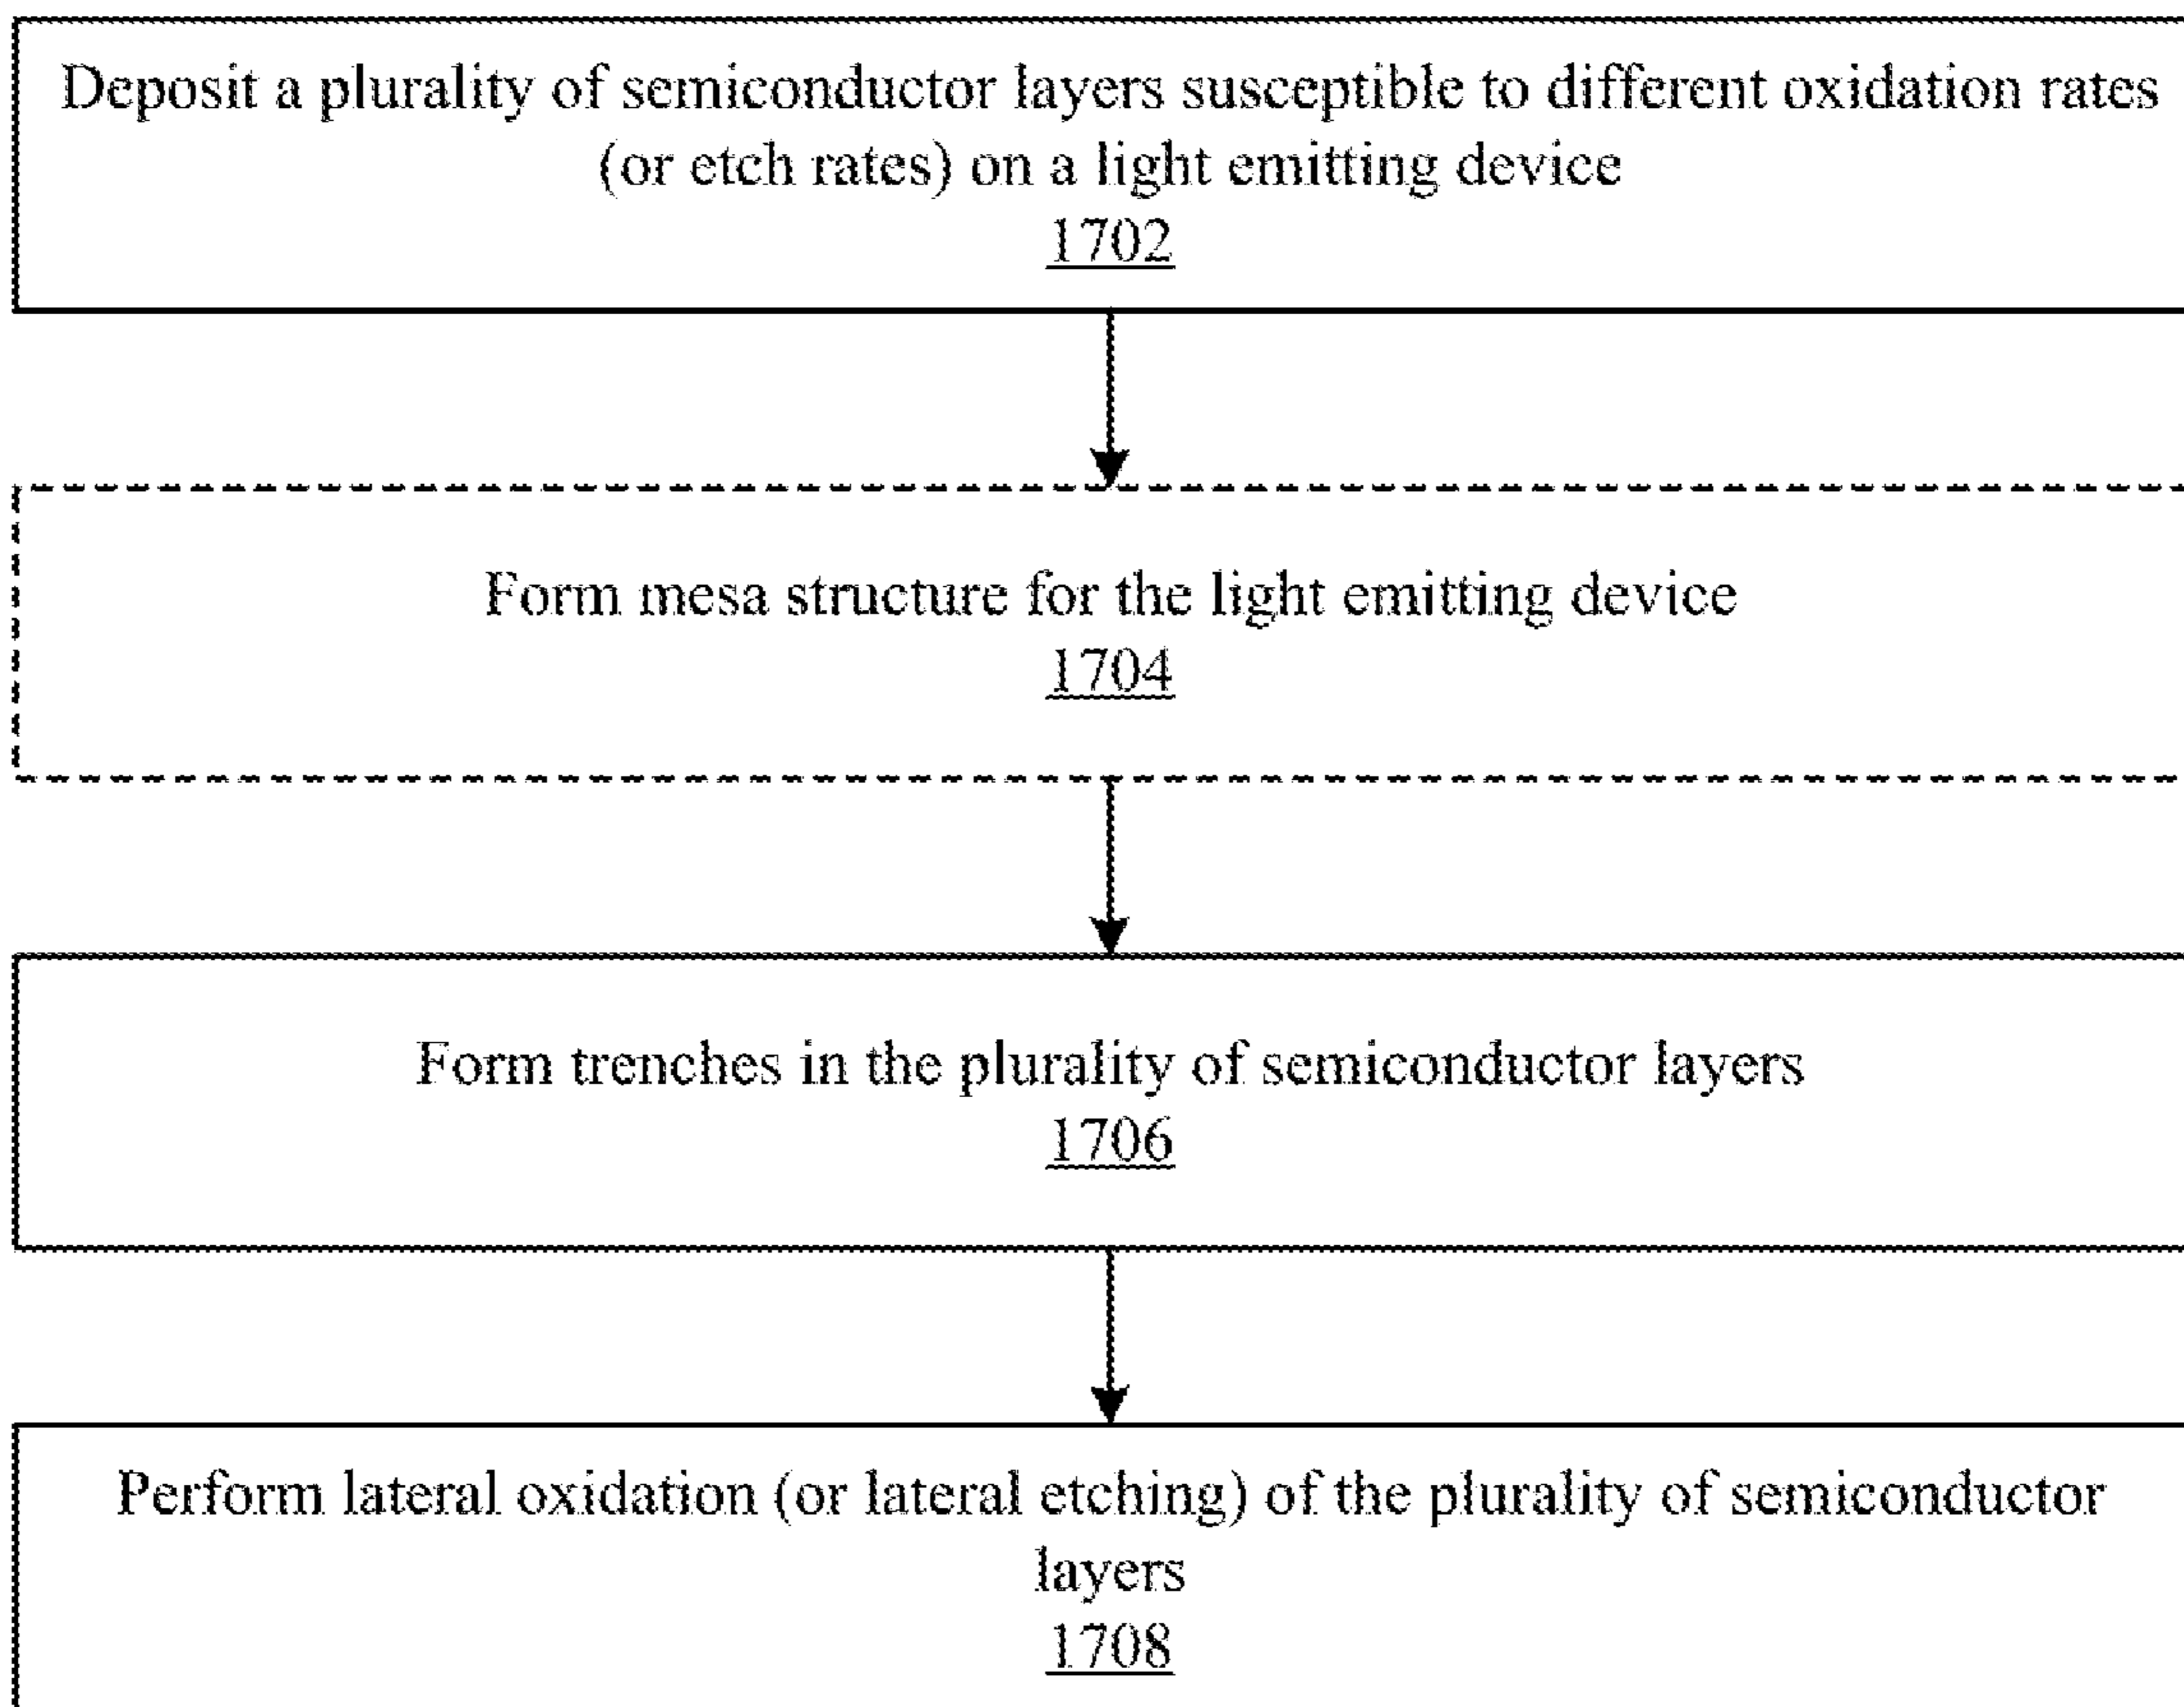 Deposit a plurality of semiconductor layers susceptible to different oxidation rates
(or etch rates) on a light emitting device
1702
Form mesa structure for the light emitting device
1704
Form trenches in the plurality of semiconductor layers
1706
Perform lateral oxidation (or lateral etching) of the plurality of semiconductor
layers
1708